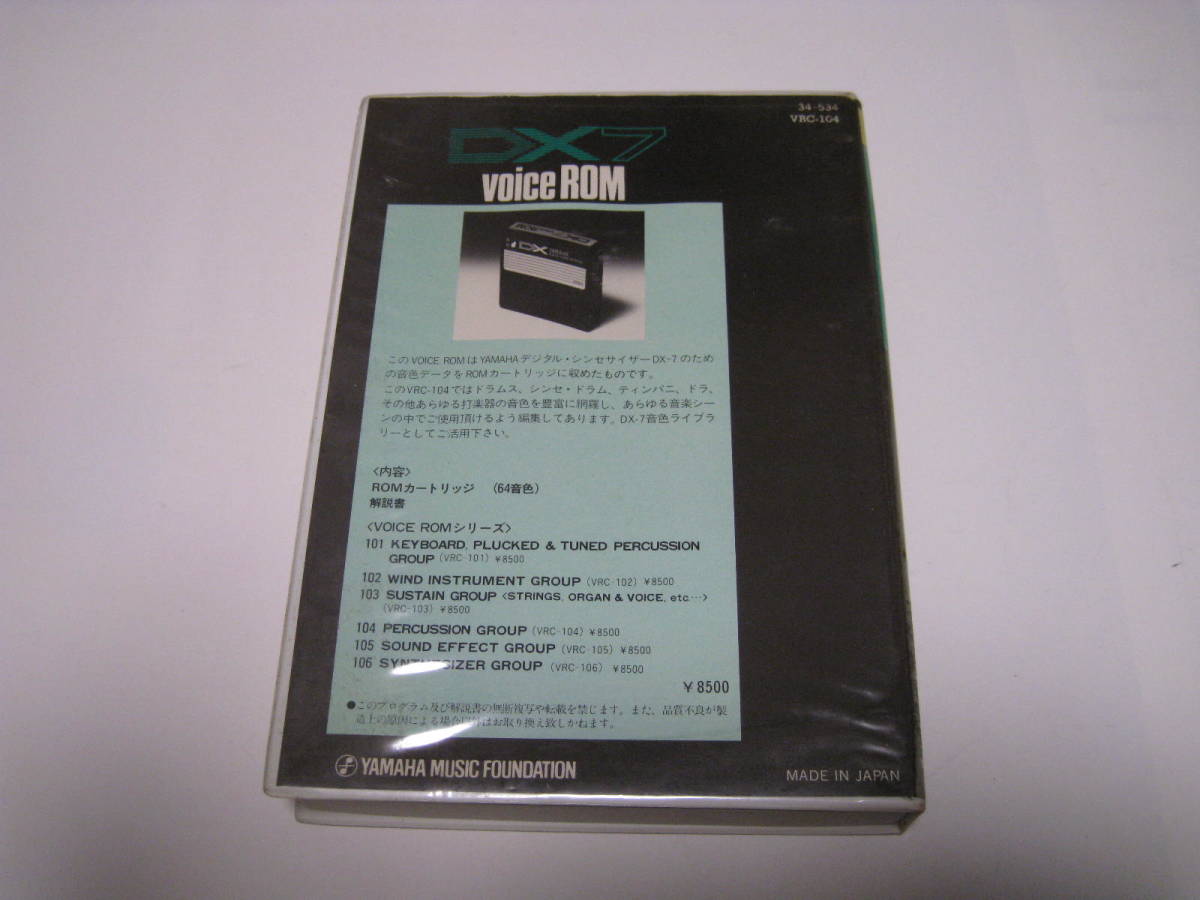 34-534
VRC-104
DX7
voice ROM
DX
このVOICE ROMはYAMAHAデジタル・シンセサイザーDX-7のため
の音色データをROMカートリッジに収めたものです。
このVRC-104ではドラムス、シンセ・ドラム、ティンパニ、ドラ、
その他あらゆる打楽器の音色を豊富に網羅し、あらゆる音楽シー
ンの中でご使用頂けるよう編集してあります。DX-7音色ライブラ
リーとしてご活用下さい。
〈内容〉
ROMカートリッジ (64音色)
解説書
〈VOICE ROMシリーズ〉
101 KEYBOARD, PLUCKED & TUNED PERCUSSION
GROUP (VRC-101) ¥8500
102 WIND INSTRUMENT GROUP (VRC-102) ¥8500
103 SUSTAIN GROUP <STRINGS, ORGAN & VOICE, etc.…>
(VRC-103) ¥8500
104 PERCUSSION GROUP (VRC-104) ¥8500
105 SOUND EFFECT GROUP (VRC-105) ¥8500
106 SYNTHESIZER GROUP (VRC-106) ¥8500
¥8500
●このプログラム及び解説書の無断複写や転載を禁じます。また、品質不良が製
造上の原因による場合以外はお取り換え致しかねます。
YAMAHA MUSIC FOUNDATION
MADE IN JAPAN